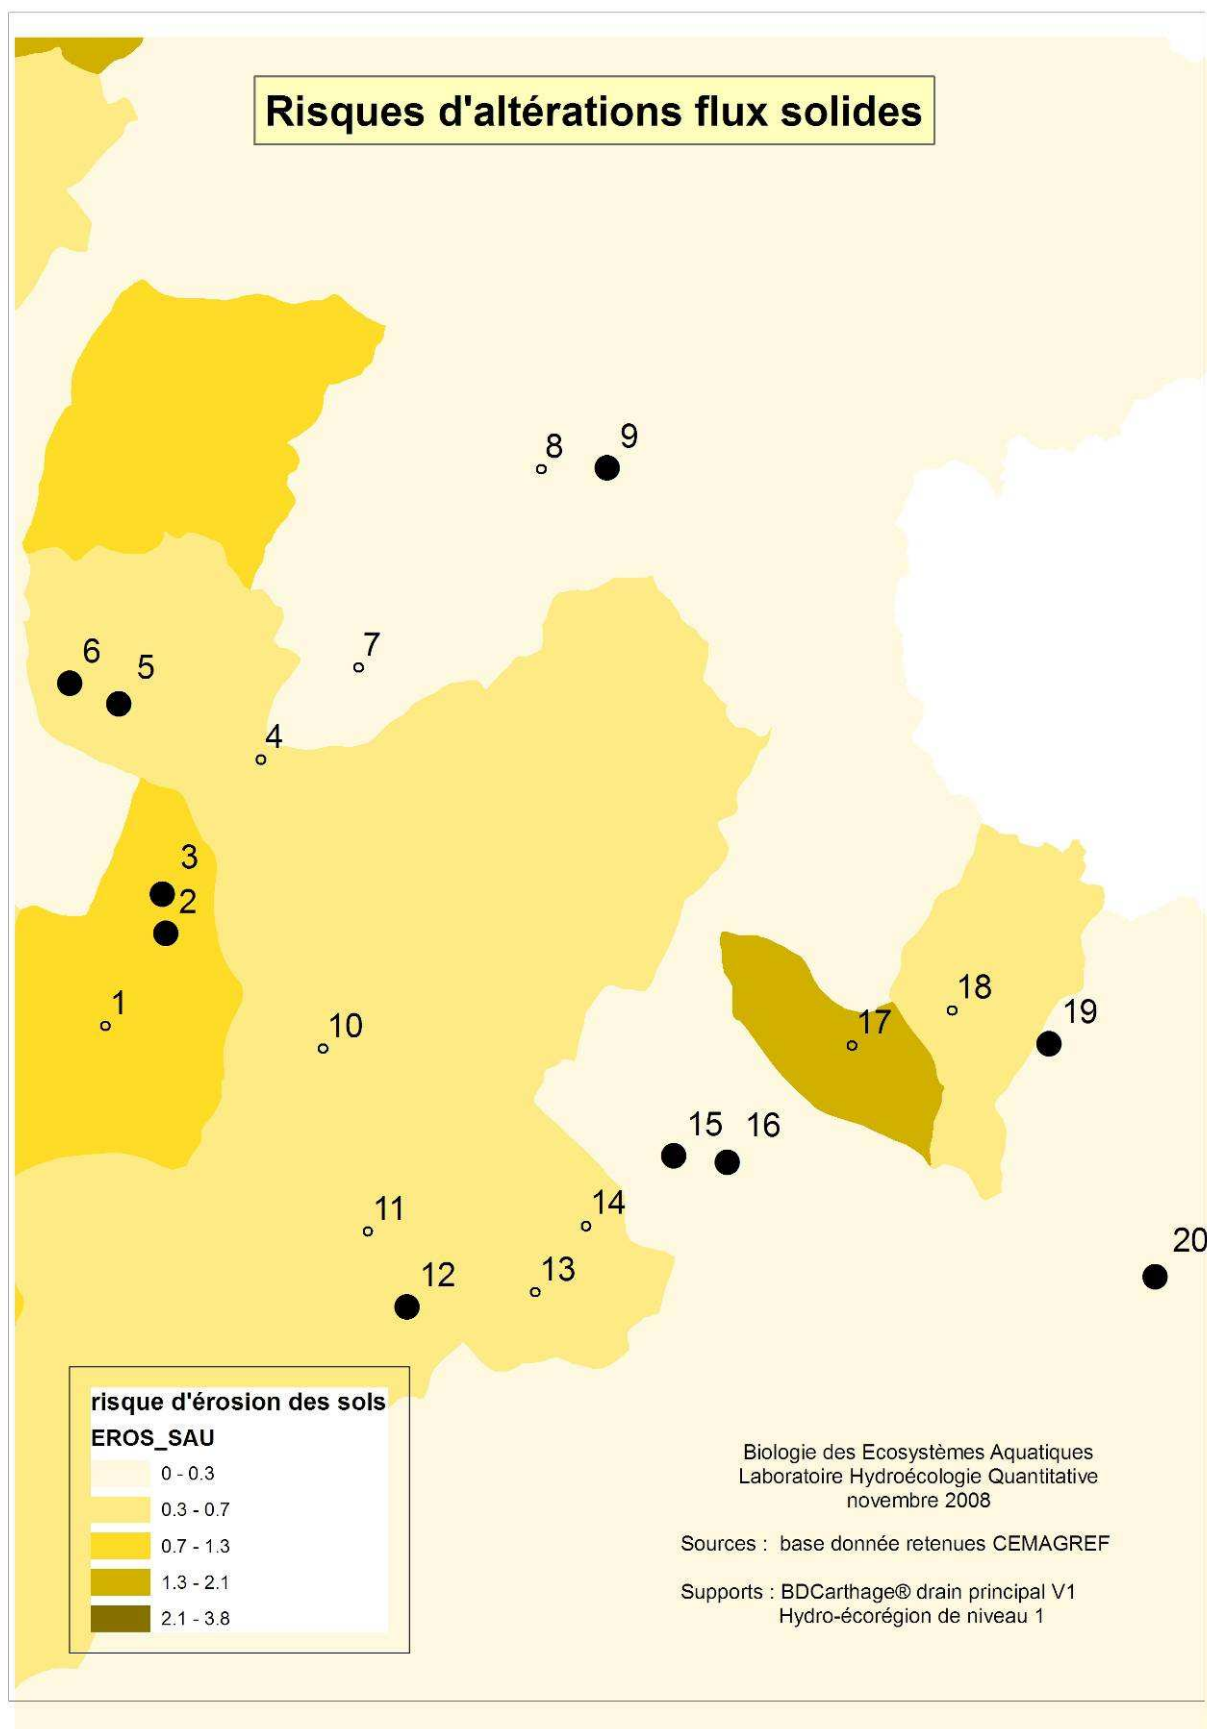 Risques d'altérations flux solides
8
9
7
6
5
4
3
2
1
10
18
19
17
15
16
14
11
20
13
12
risque d'érosion des sols
EROS_SAU
0 - 0.3
0.3 - 0.7
0.7 - 1.3
1.3 - 2.1
2.1 - 3.8
Biologie des Ecosystèmes Aquatiques
Laboratoire Hydroécologie Quantitative
novembre 2008
Sources : base donnée retenues CEMAGREF
Supports : BDCarthage® drain principal V1
Hydro-écorégion de niveau 1